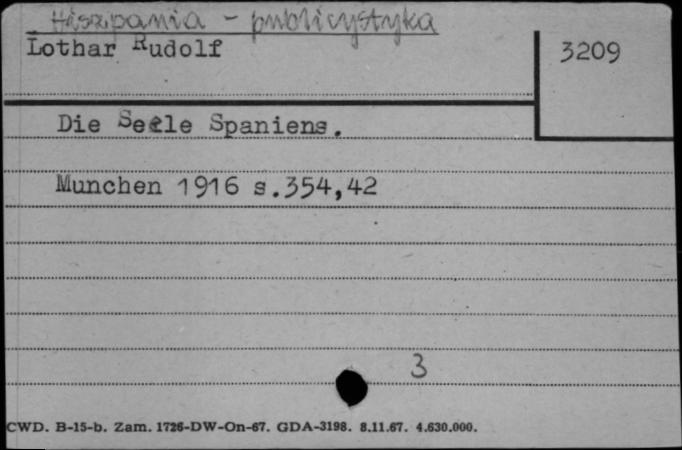 Hiszpania - publicystyka
Lothar Rudolf
3209
Die Seele Spaniens.
Munchen 1916 s.354,42
3
CWD. B-15-b. Zam. 1726-DW-On-67. GDA-3198. 8.11.67. 4.630.000.